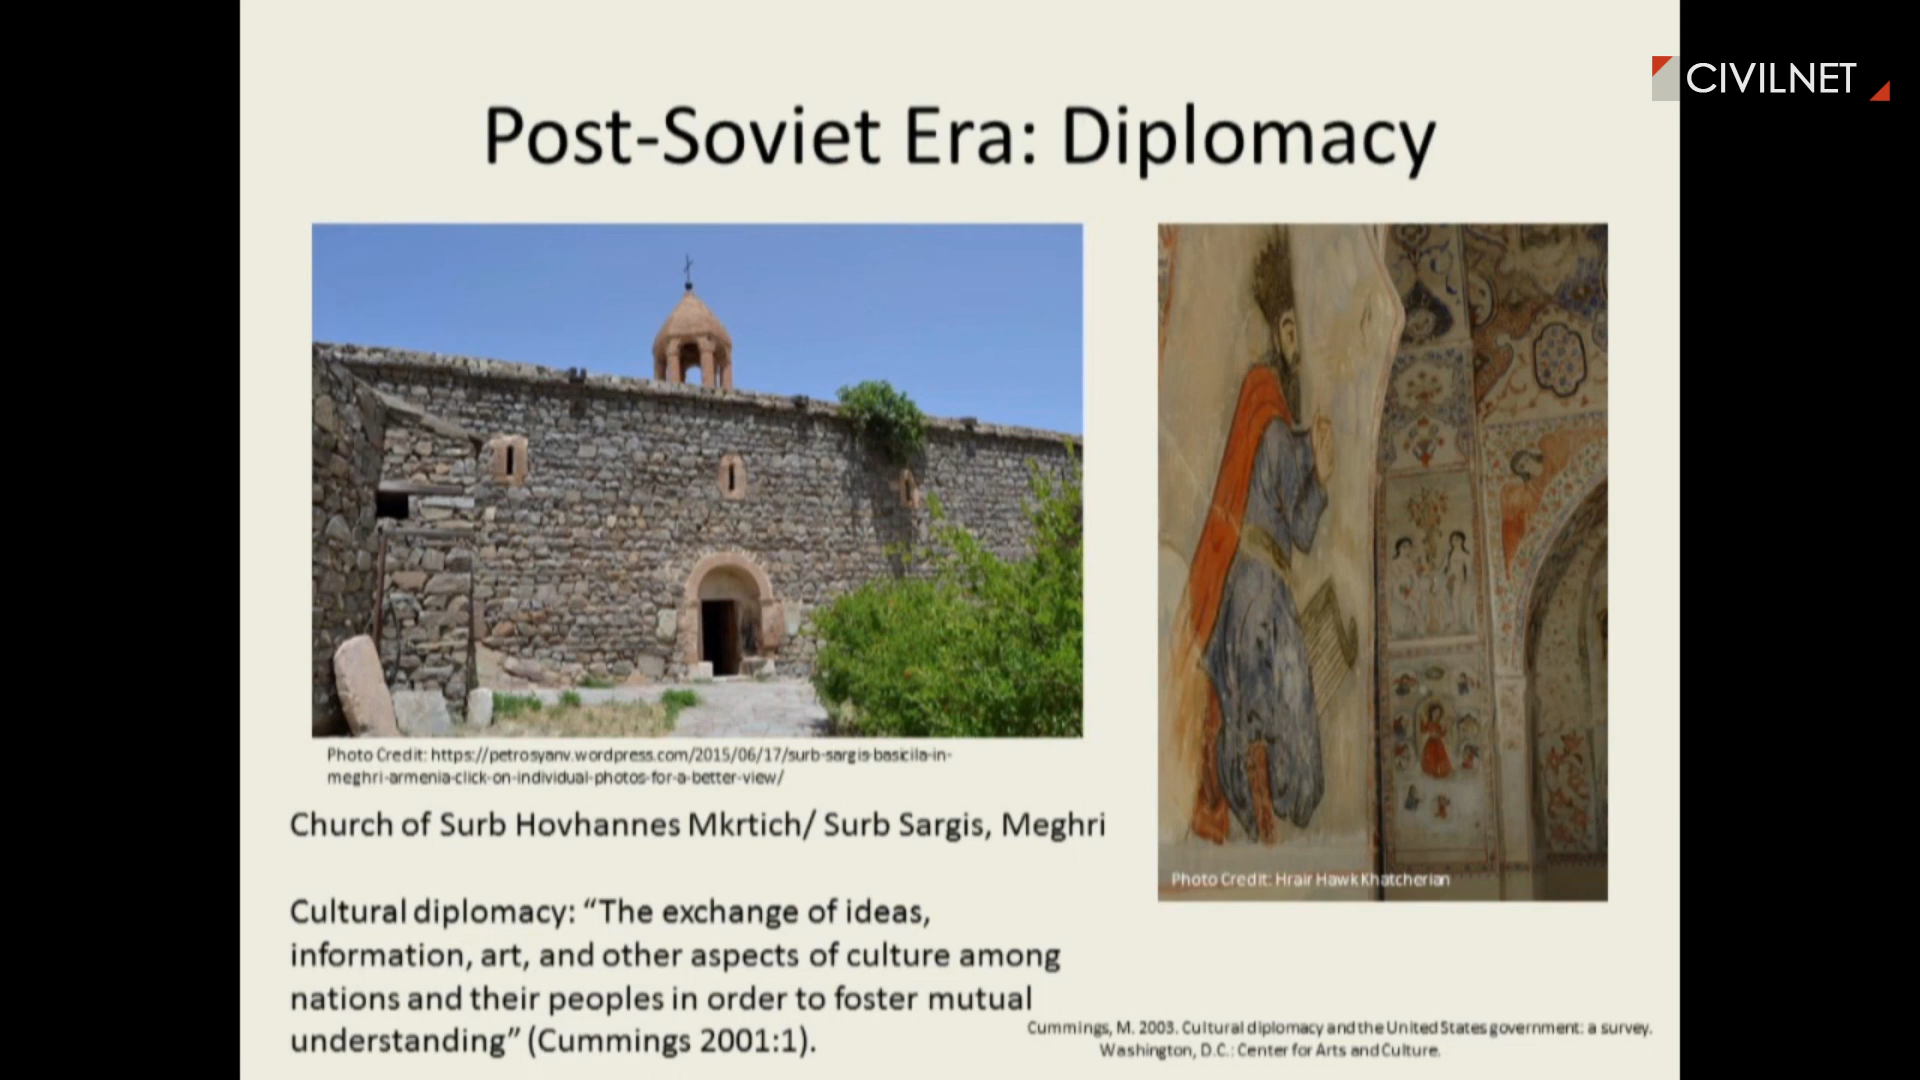 CIVILNET
Post-Soviet Era: Diplomacy
Photo Credit: https://petrosyanv.wordpress.com/2015/06/17/surb-sargis-basicila-in-
meghri-armenia-click-on-individual-photos-for-a-better-view/
Church of Surb Hovhannes Mkrtich/ Surb Sargis, Meghri
Photo Credit: Hrair Hawk Khatcherian
Cultural diplomacy: “The exchange of ideas,
information, art, and other aspects of culture among
nations and their peoples in order to foster mutual
understanding” (Cummings 2001:1).
Cummings, M. 2003. Cultural diplomacy and the United States government: a survey.
Washington, D.C.: Center for Arts and Culture.